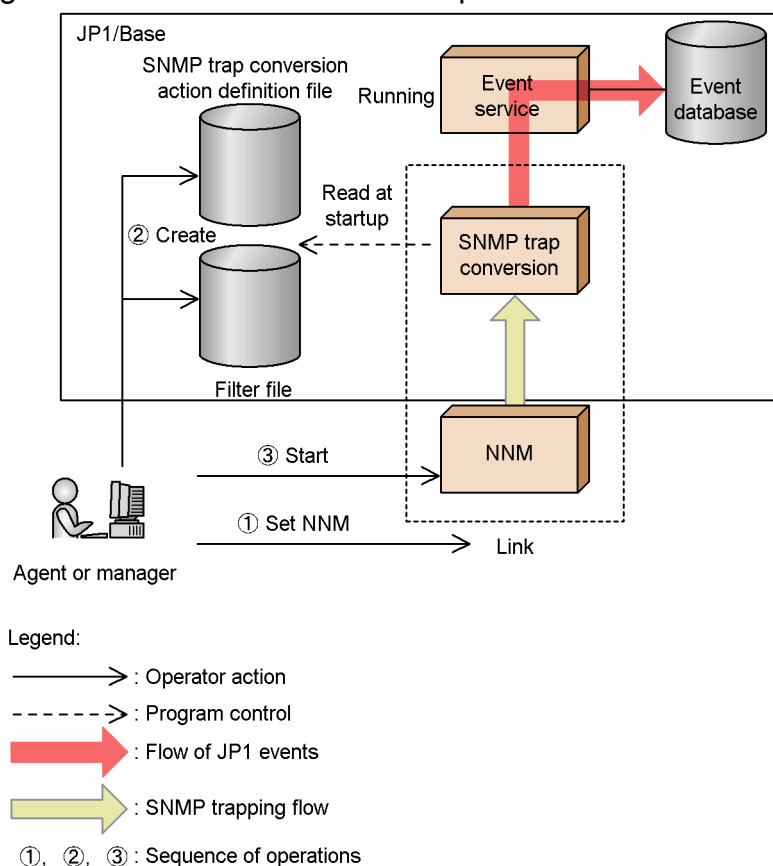 JP1/Base
SNMP trap conversion
action definition file
Running
Event
service
Event
database
② Create
Read at
startup
SNMP trap
conversion
Filter file
③ Start
NNM
① Set NNM
Link
Agent or manager
Legend:
: Operator action
: Program control
: Flow of JP1 events
: SNMP trapping flow
①, ②, ③ : Sequence of operations